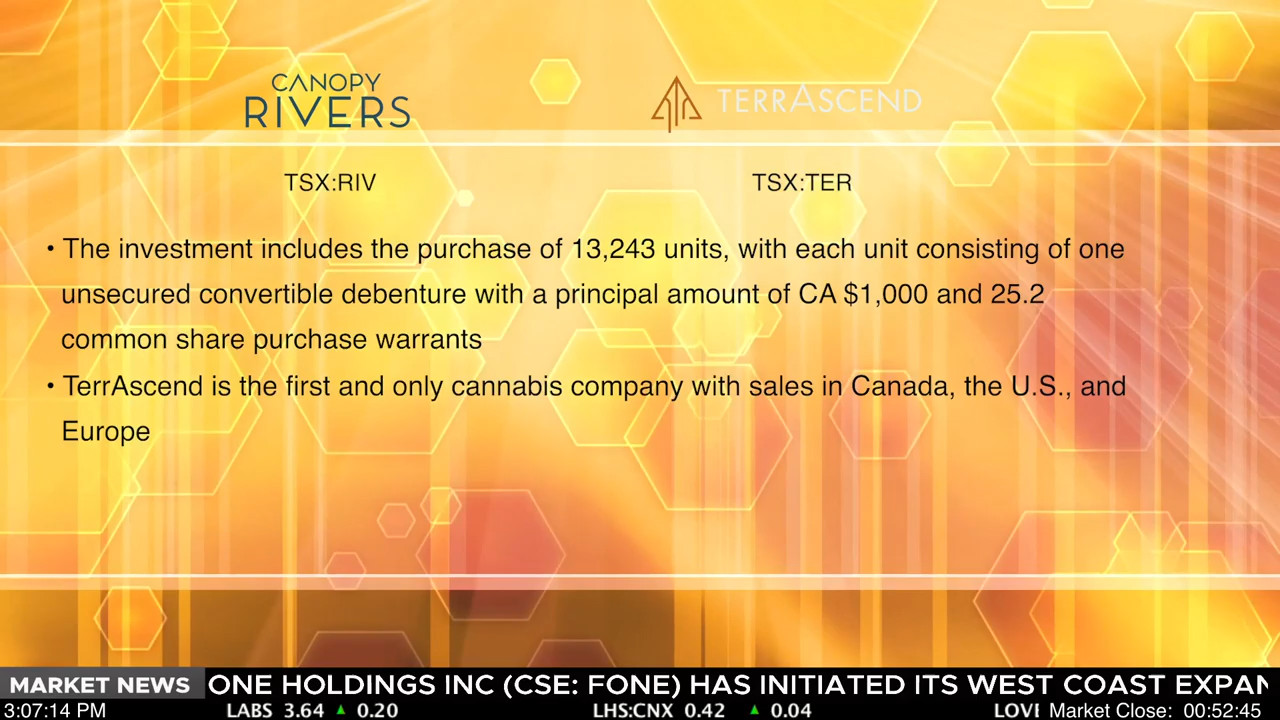 CANOPY
RIVERS
TERRASCEND
TSX:RIV
TSX:TER
• The investment includes the purchase of 13,243 units, with each unit consisting of one
unsecured convertible debenture with a principal amount of CA $1,000 and 25.2
common share purchase warrants
• TerrAscend is the first and only cannabis company with sales in Canada, the U.S., and
Europe
MARKET NEWS
ONE HOLDINGS INC (CSE: FONE) HAS INITIATED ITS WEST COAST EXPAN
3:07:14 PM
LABS 3.64 ▲ 0.20
LHS:CNX 0.42 ▲ 0.04
LOVE
Market Close: 00:52:45